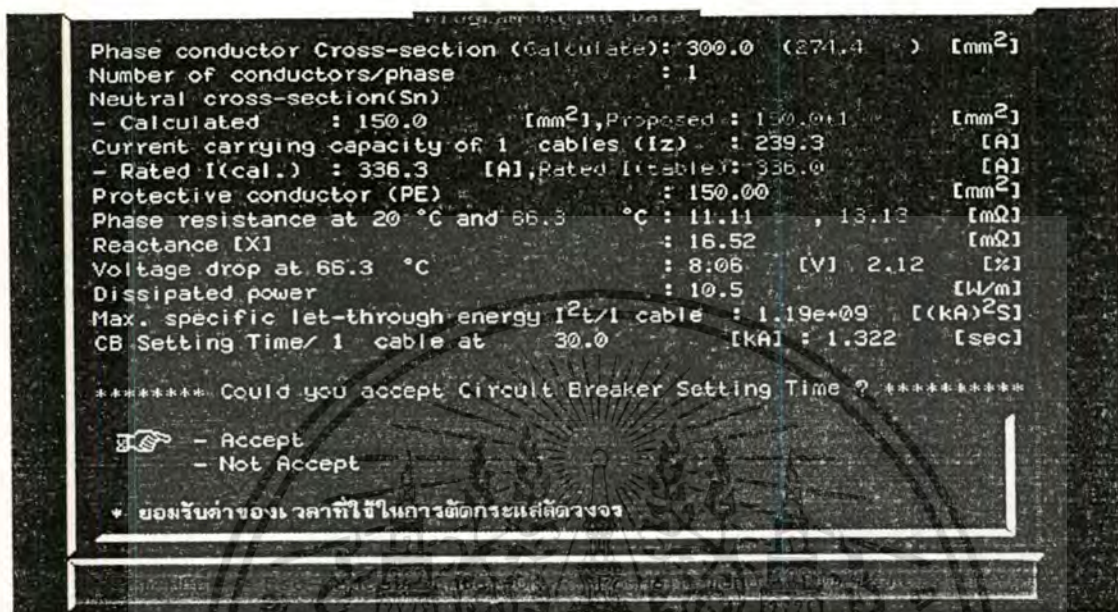 Phase conductor Cross-section (Calculate): 300.0 (274.4 ) [mm²]
Number of conductors/phase : 1
Neutral cross-section(Sn)
- Calculated : 150.0 [mm²],Proposed : 150.0*1 [mm²]
Current carrying capacity of 1 cables (Iz) : 239.3 [A]
- Rated I(cal.) : 336.3 [A],Rated I(table): 336.0 [A]
Protective conductor (PE) : 150.00 [mm²]
Phase resistance at 20 °C and 66.3 °C : 11.11 , 13.13 [mΩ]
Reactance [X] : 16.52 [mΩ]
Voltage drop at 66.3 °C : 8.06 [V] 2.12 [%]
Dissipated power : 10.5 [W/m]
Max. specific let-through energy I²t/1 cable : 1.19e+09 [(kA)²S]
CB Setting Time/ 1 cable at 30.0 [kA] : 1.322 [sec]
******** Could you accept Circuit Breaker Setting Time ? **********
- Accept
- Not Accept
* ยอมรับค่าของเวลาที่ใช้ในการตัดกระแสลัดวงจร